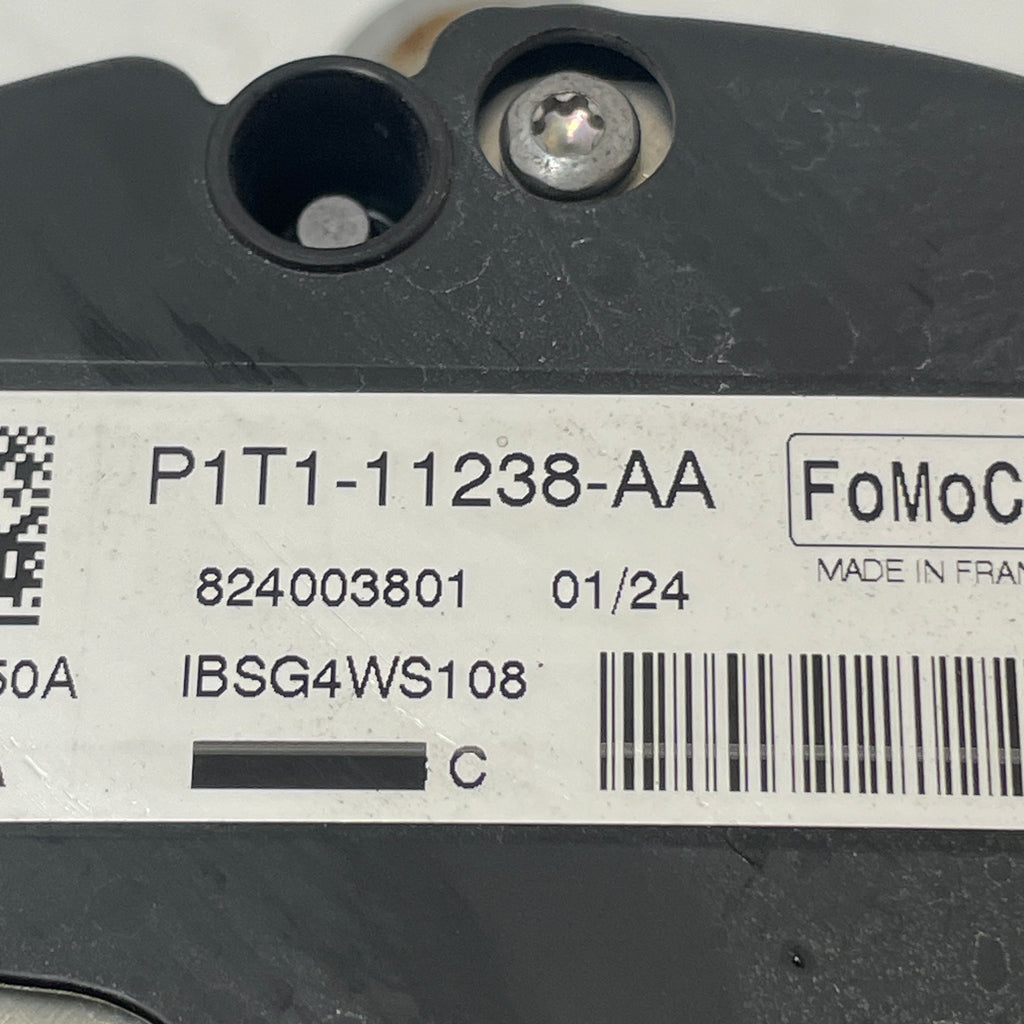 P1T1-11238-AA
FoMoC
824003801 01/24
MADE IN FRAN
50A IBSG4WS108
C